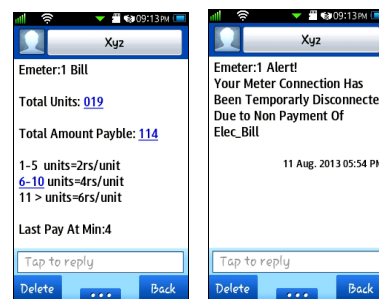 09:13PM
Xyz
Emeter:1 Bill
Total Units: 019
Total Amount Payble: 114
1-5 units=2rs/unit
6-10 units=4rs/unit
11 > units=6rs/unit
Last Pay At Min:4
Tap to reply
Delete
Back
09:13PM
Xyz
Emeter:1 Alert!
Your Meter Connection Has
Been Temporarly Disconnecte
Due to Non Payment Of
Elec_Bill
11 Aug. 2013 05:54 PM
Tap to reply
Delete
Back